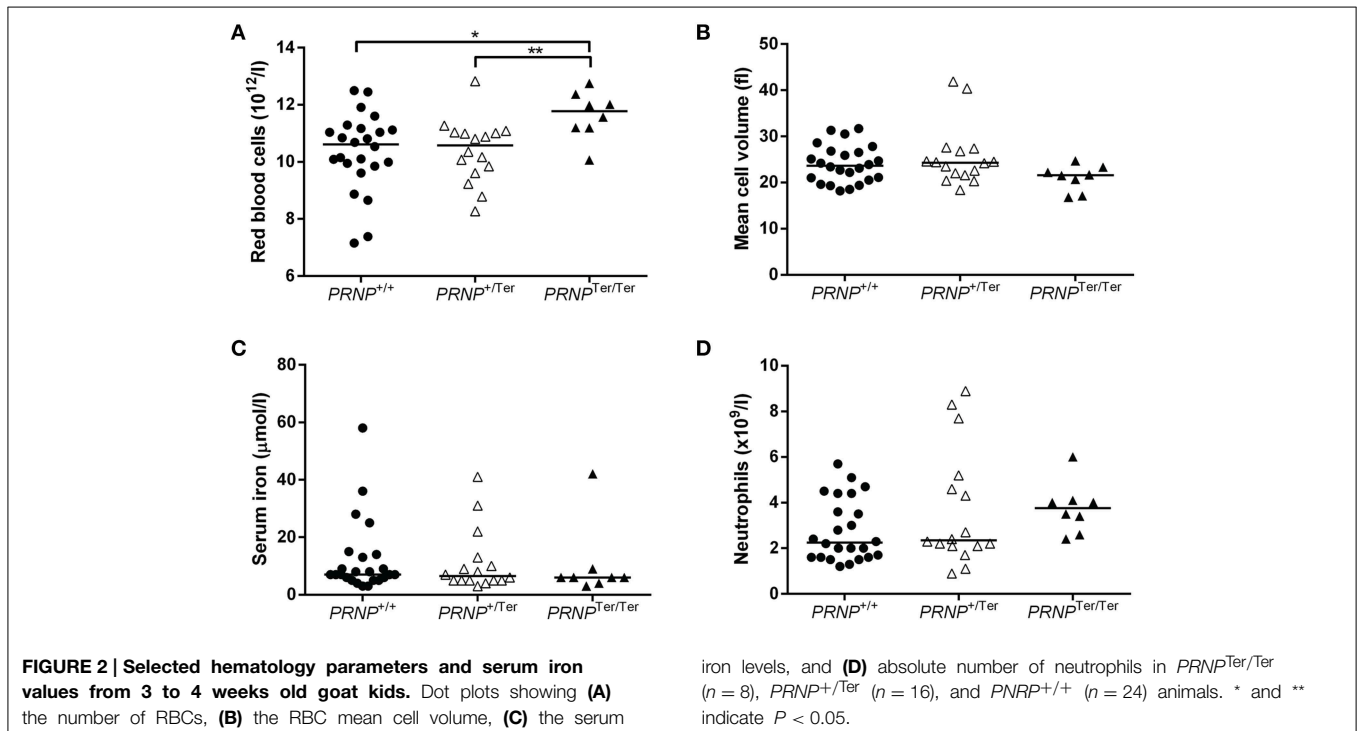 A
*
**
14
12
10
8
6
Red blood cells (10¹²/l)
PRNP⁺/⁺
PRNP⁺/ᵀᵉʳ
PRNPᵀᵉʳ/ᵀᵉʳ
B
50
40
30
20
10
0
Mean cell volume (fl)
PRNP⁺/⁺
PRNP⁺/ᵀᵉʳ
PRNPᵀᵉʳ/ᵀᵉʳ
C
80
60
40
20
0
Serum iron (μmol/l)
PRNP⁺/⁺
PRNP⁺/ᵀᵉʳ
PRNPᵀᵉʳ/ᵀᵉʳ
D
10
8
6
4
2
0
Neutrophils (x10⁹/l)
PRNP⁺/⁺
PRNP⁺/ᵀᵉʳ
PRNPᵀᵉʳ/ᵀᵉʳ
FIGURE 2 | Selected hematology parameters and serum iron
values from 3 to 4 weeks old goat kids. Dot plots showing (A)
the number of RBCs, (B) the RBC mean cell volume, (C) the serum
iron levels, and (D) absolute number of neutrophils in PRNPᵀᵉʳ/ᵀᵉʳ
(n = 8), PRNP⁺/ᵀᵉʳ (n = 16), and PNRP⁺/⁺ (n = 24) animals. * and **
indicate P < 0.05.